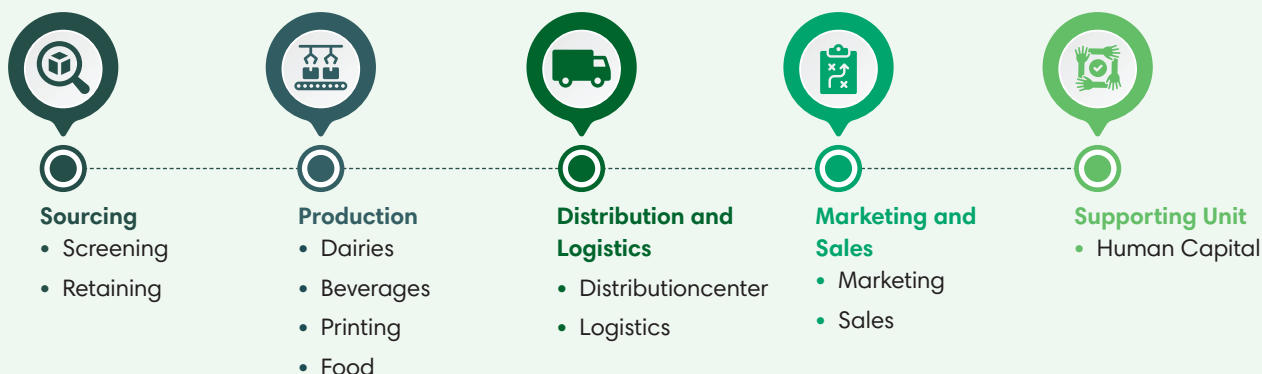 Sourcing
• Screening
• Retaining
Production
• Dairies
• Beverages
• Printing
• Food
Distribution and
Logistics
• Distributioncenter
• Logistics
Marketing and
Sales
• Marketing
• Sales
Supporting Unit
• Human Capital